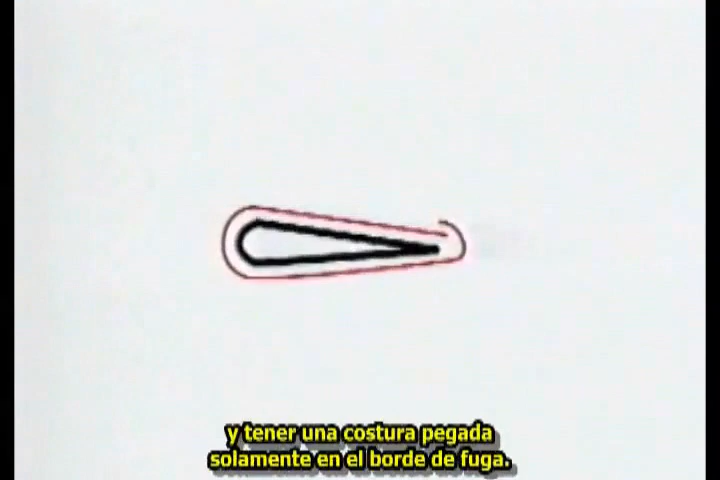 y tener una costura pegada
solamente en el borde de fuga.